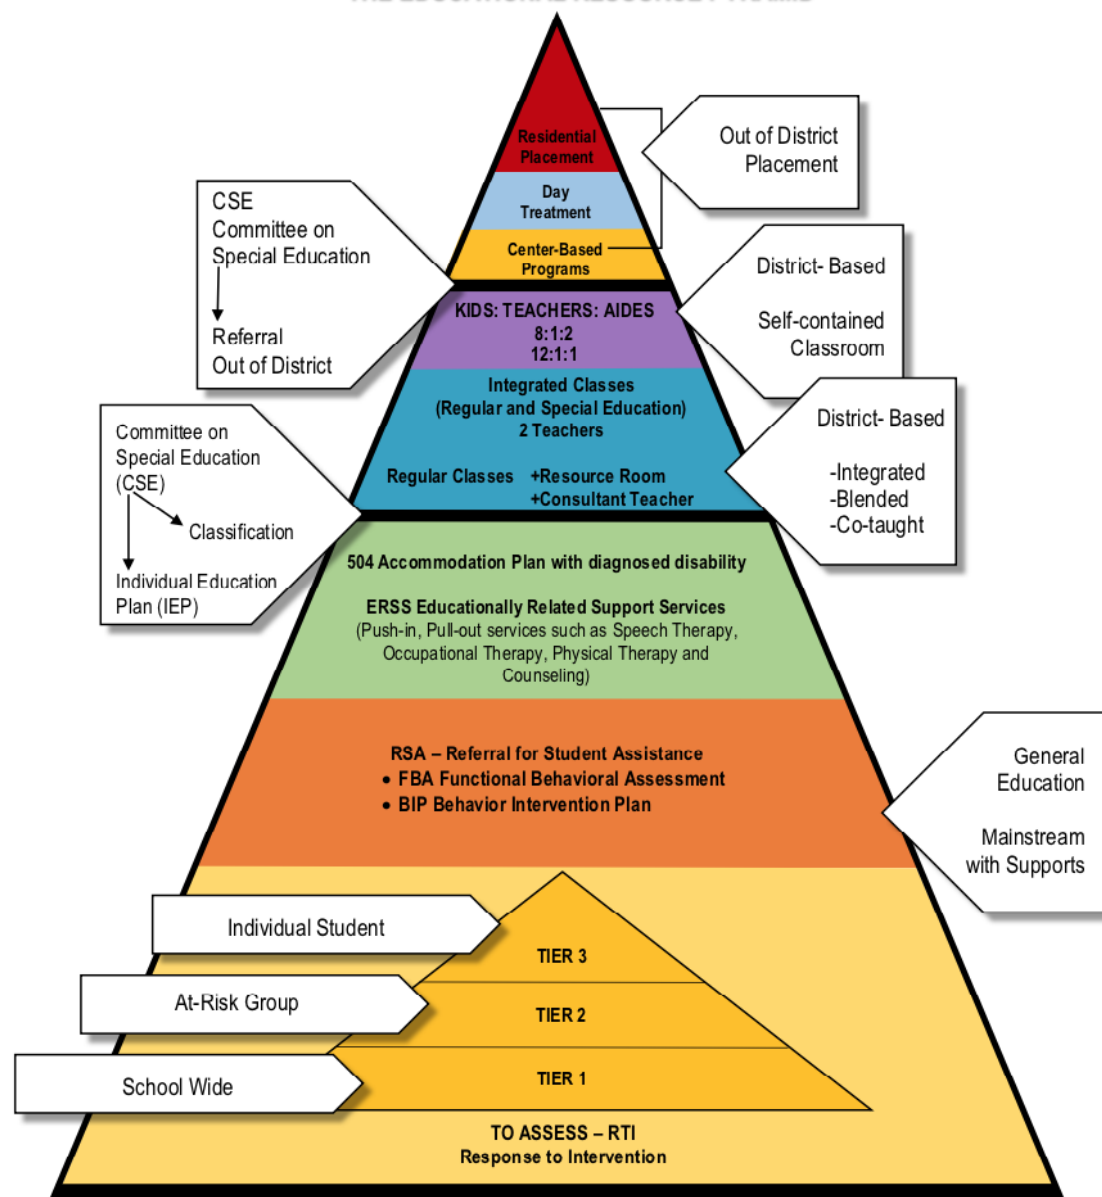 THE EDUCATIONAL RESOURCE PYRAMID
Residential
Placement
Out of District
Placement
Day
Treatment
Center-Based
Programs
CSE
Committee on
Special Education
Referral
Out of District
District- Based
Self-contained
Classroom
KIDS: TEACHERS: AIDES
8:1:2
12:1:1
Integrated Classes
(Regular and Special Education)
2 Teachers
Regular Classes +Resource Room
+Consultant Teacher
District- Based
-Integrated
-Blended
-Co-taught
Committee on
Special Education
(CSE)
Classification
Individual Education
Plan (IEP)
504 Accommodation Plan with diagnosed disability
ERSS Educationally Related Support Services
(Push-in, Pull-out services such as Speech Therapy,
Occupational Therapy, Physical Therapy and
Counseling)
RSA – Referral for Student Assistance
• FBA Functional Behavioral Assessment
• BIP Behavior Intervention Plan
General
Education
Mainstream
with Supports
Individual Student
TIER 3
At-Risk Group
TIER 2
School Wide
TIER 1
TO ASSESS – RTI
Response to Intervention